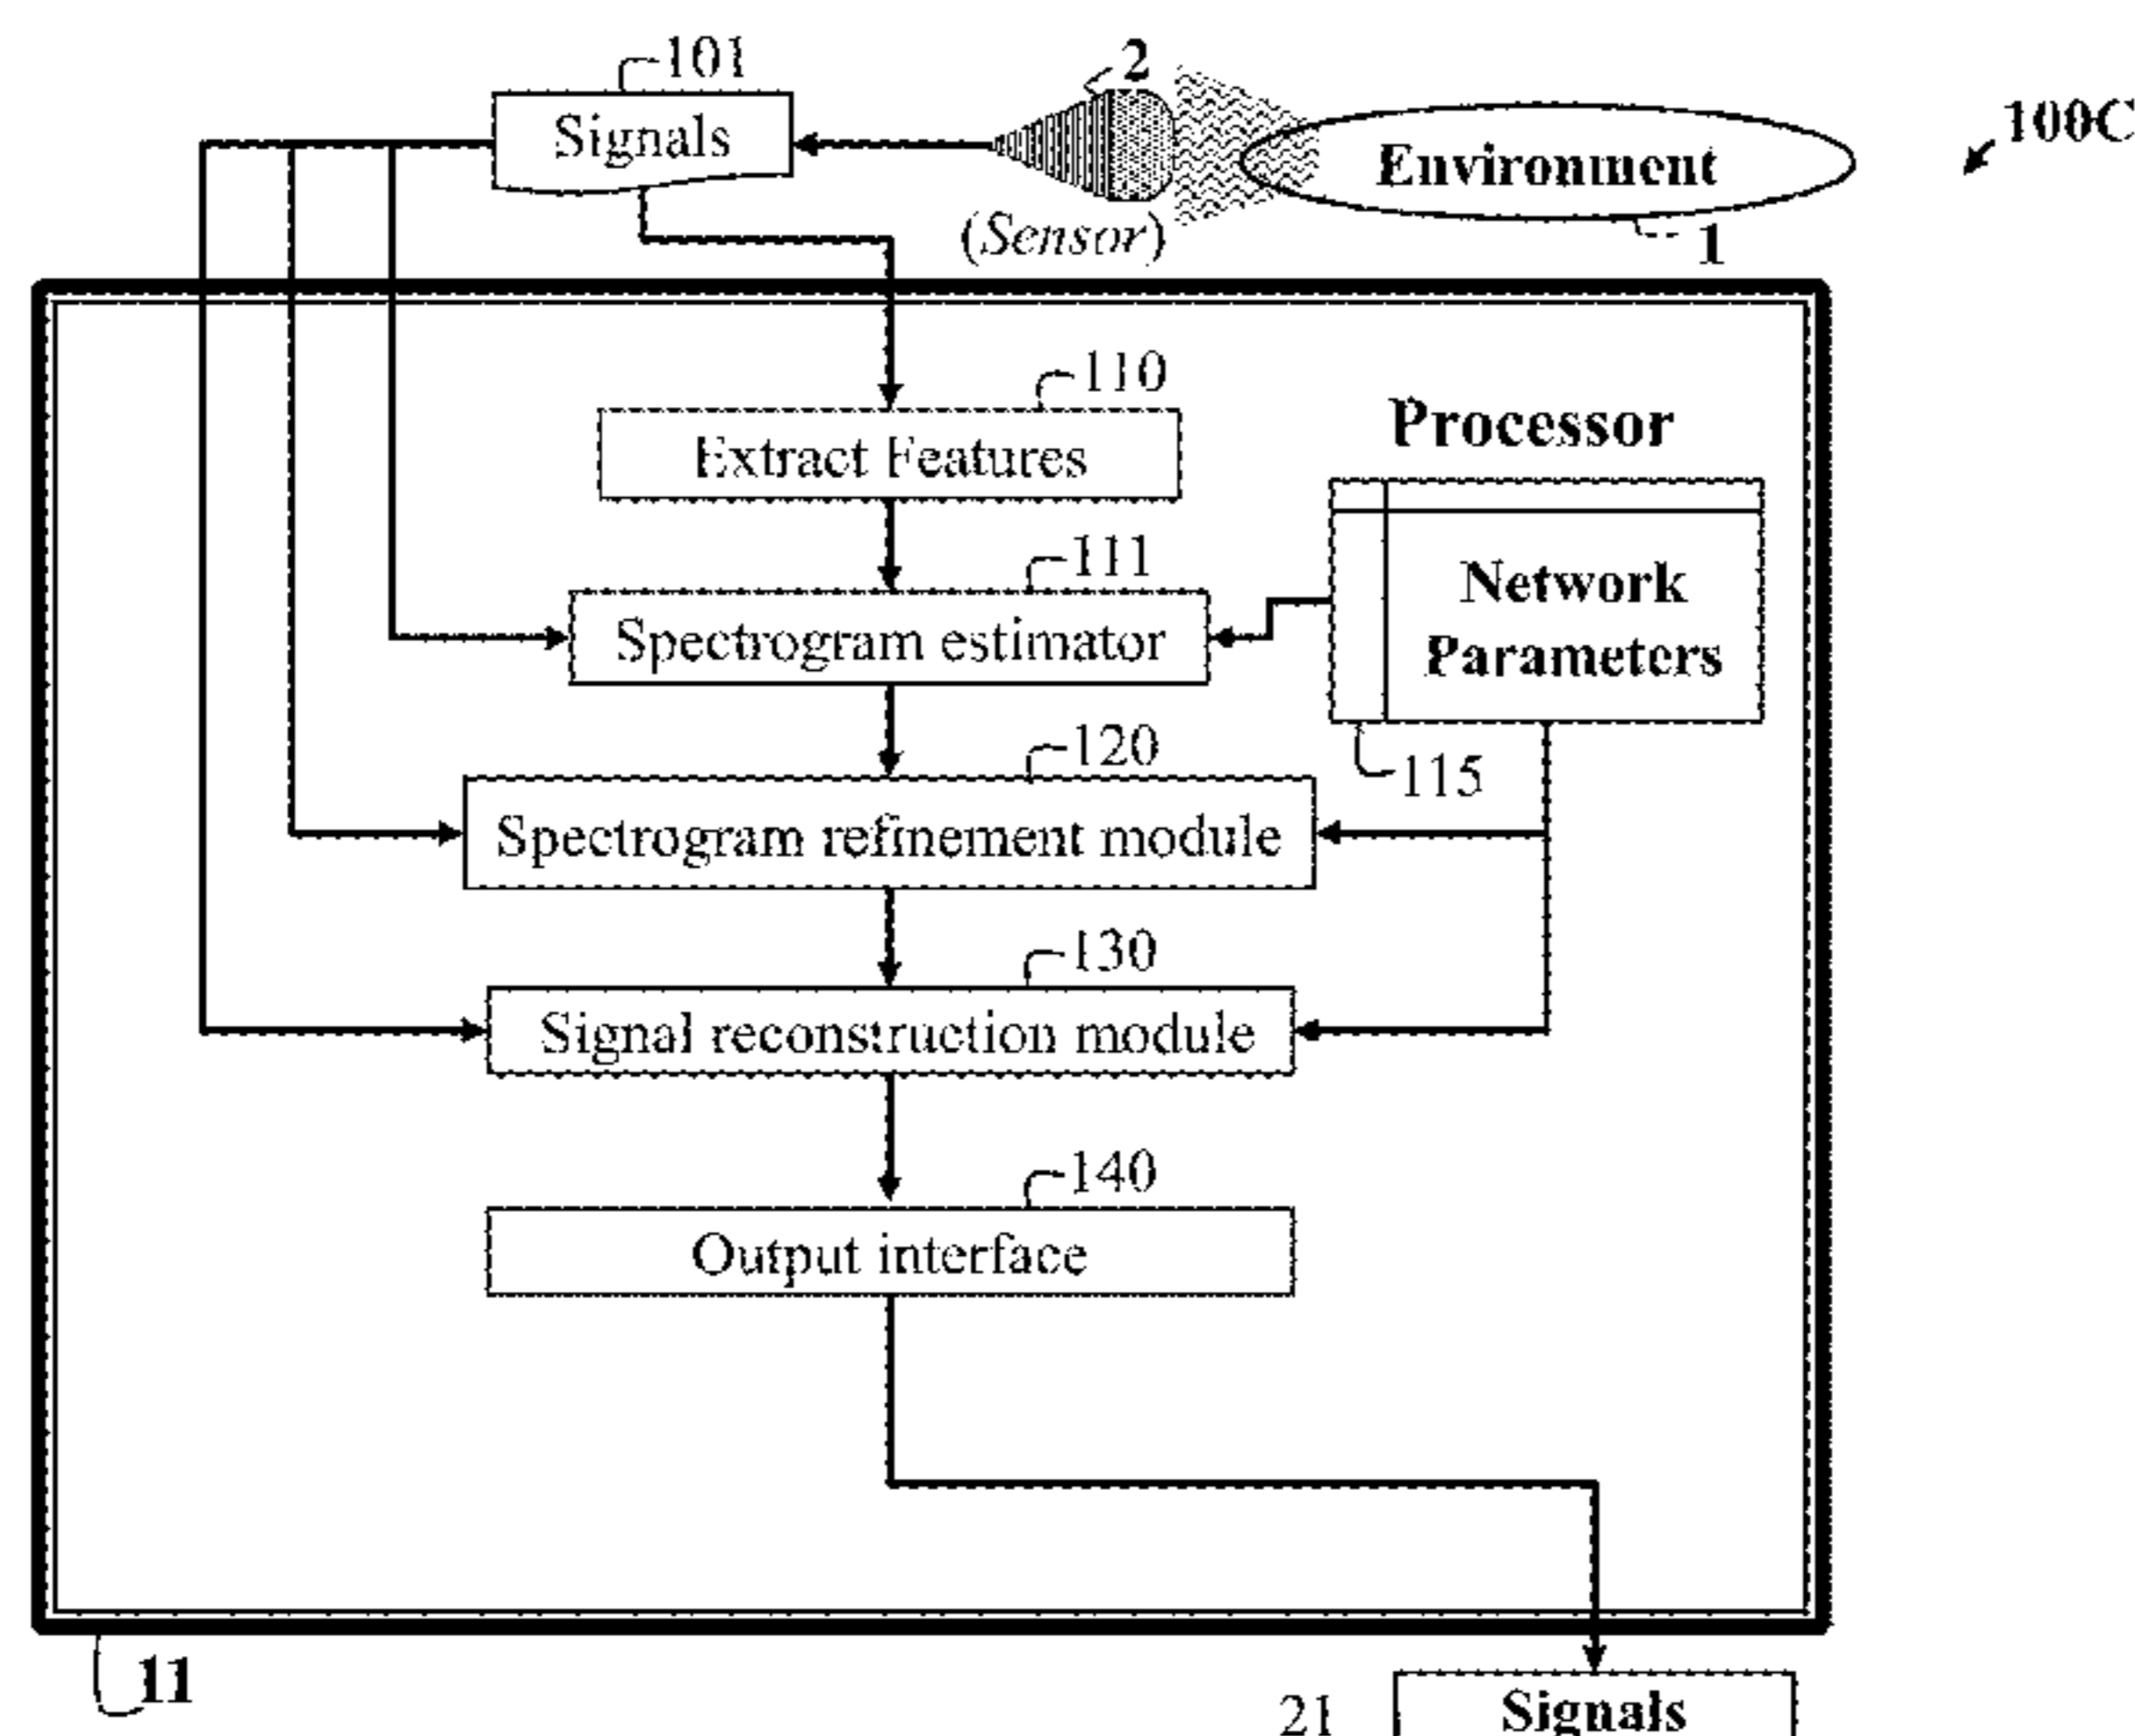 101
2
100C
Signals
Environment
(Sensor)
1
110
Extract Features
Processor
111
Network
Parameters
Spectrogram estimator
120
115
Spectrogram refinement module
130
Signal reconstruction module
140
Output interface
11
21
Signals